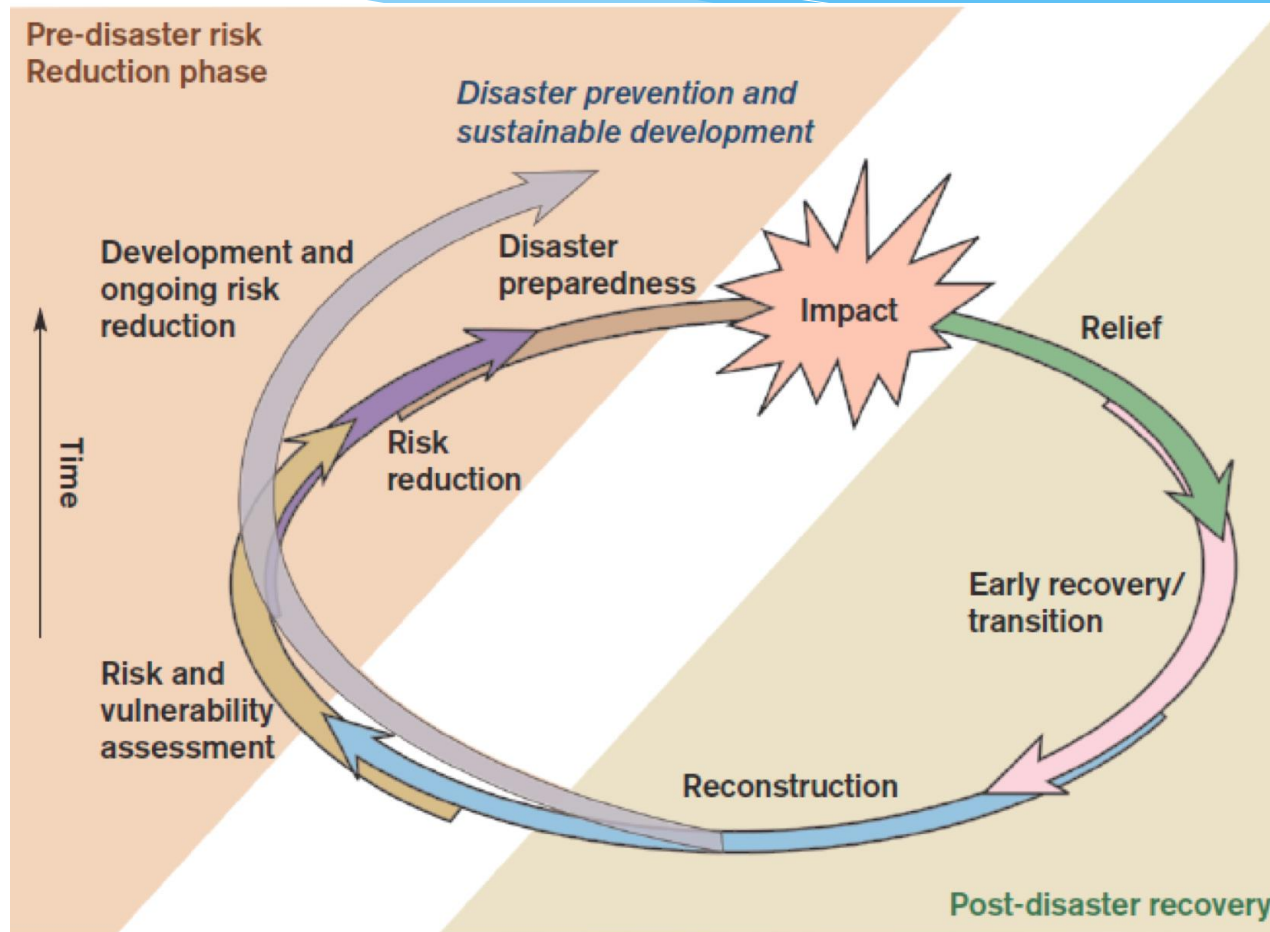 Pre-disaster risk
Reduction phase
Disaster prevention and
sustainable development
Development and
ongoing risk
reduction
Disaster
preparedness
Impact
Relief
Time
Risk
reduction
Early recovery/
transition
Risk and
vulnerability
assessment
Reconstruction
Post-disaster recovery